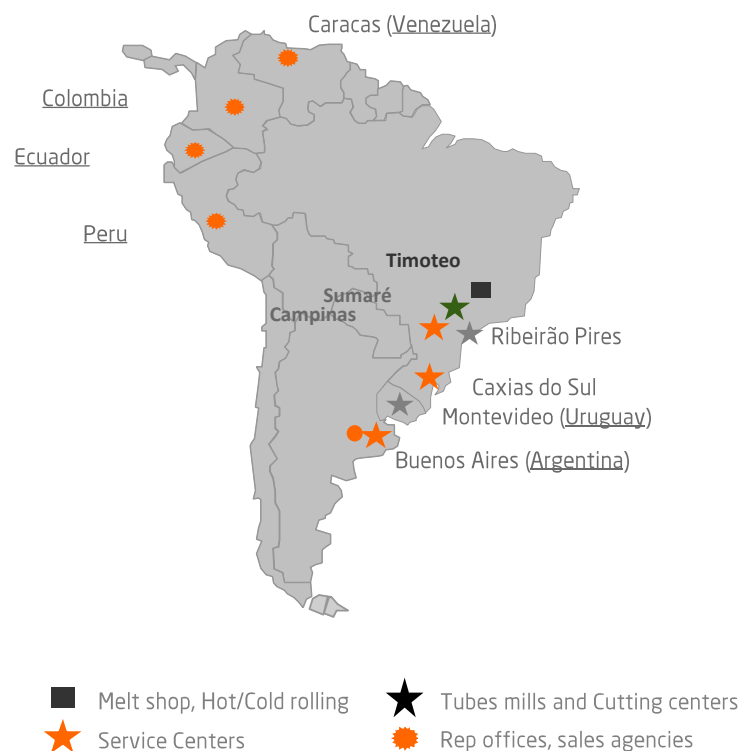 Caracas (Venezuela)
Colombia
Ecuador
Peru
Timoteo
Sumaré
Campinas
Ribeirão Pires
Caxias do Sul
Montevideo (Uruguay)
Buenos Aires (Argentina)
Melt shop, Hot/Cold rolling
Tubes mills and Cutting centers
Service Centers
Rep offices, sales agencies